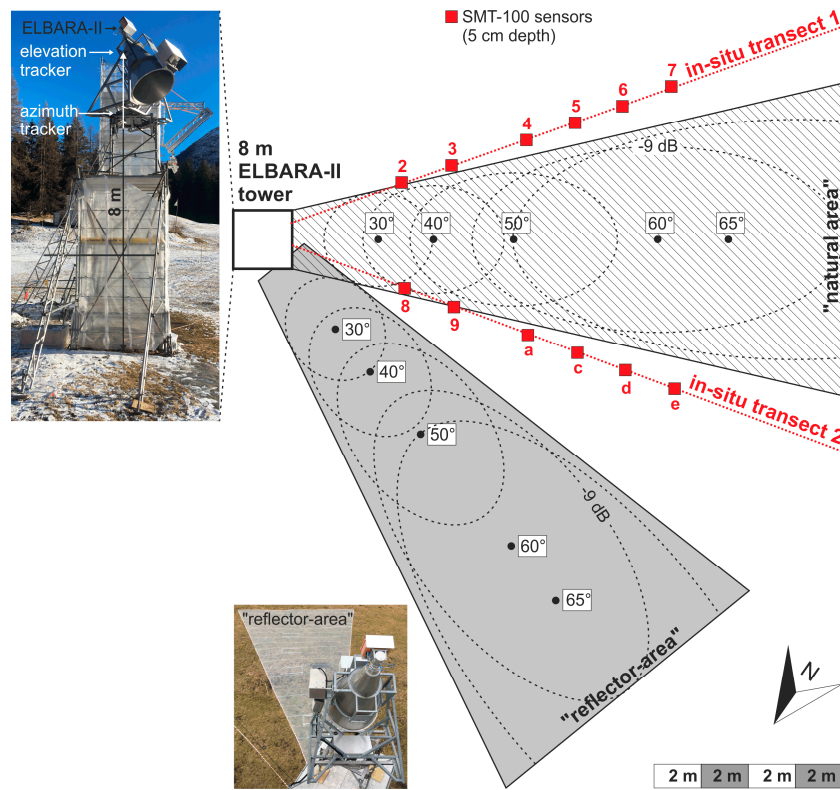 ELBARA-II
elevation
tracker
azimuth
tracker
8 m
SMT-100 sensors
(5 cm depth)
in-situ transect 1
7
6
5
4
3
2
8 m
ELBARA-II
tower
-9 dB
30°
40°
50°
60°
65°
"natural area"
8
9
a
c
d
e
in-situ transect 2
30°
40°
50°
60°
65°
-9 dB
"reflector-area"
"reflector-area"
N
2 m 2 m 2 m 2 m